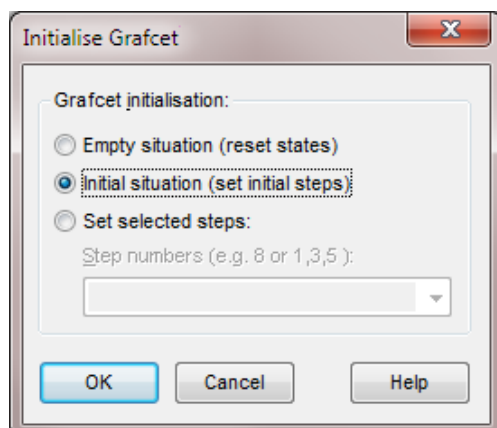 Initialise Grafcet
Grafcet initialisation:
Empty situation (reset states)
Initial situation (set initial steps)
Set selected steps:
Step numbers (e.g. 8 or 1,3,5 ):
OK Cancel Help